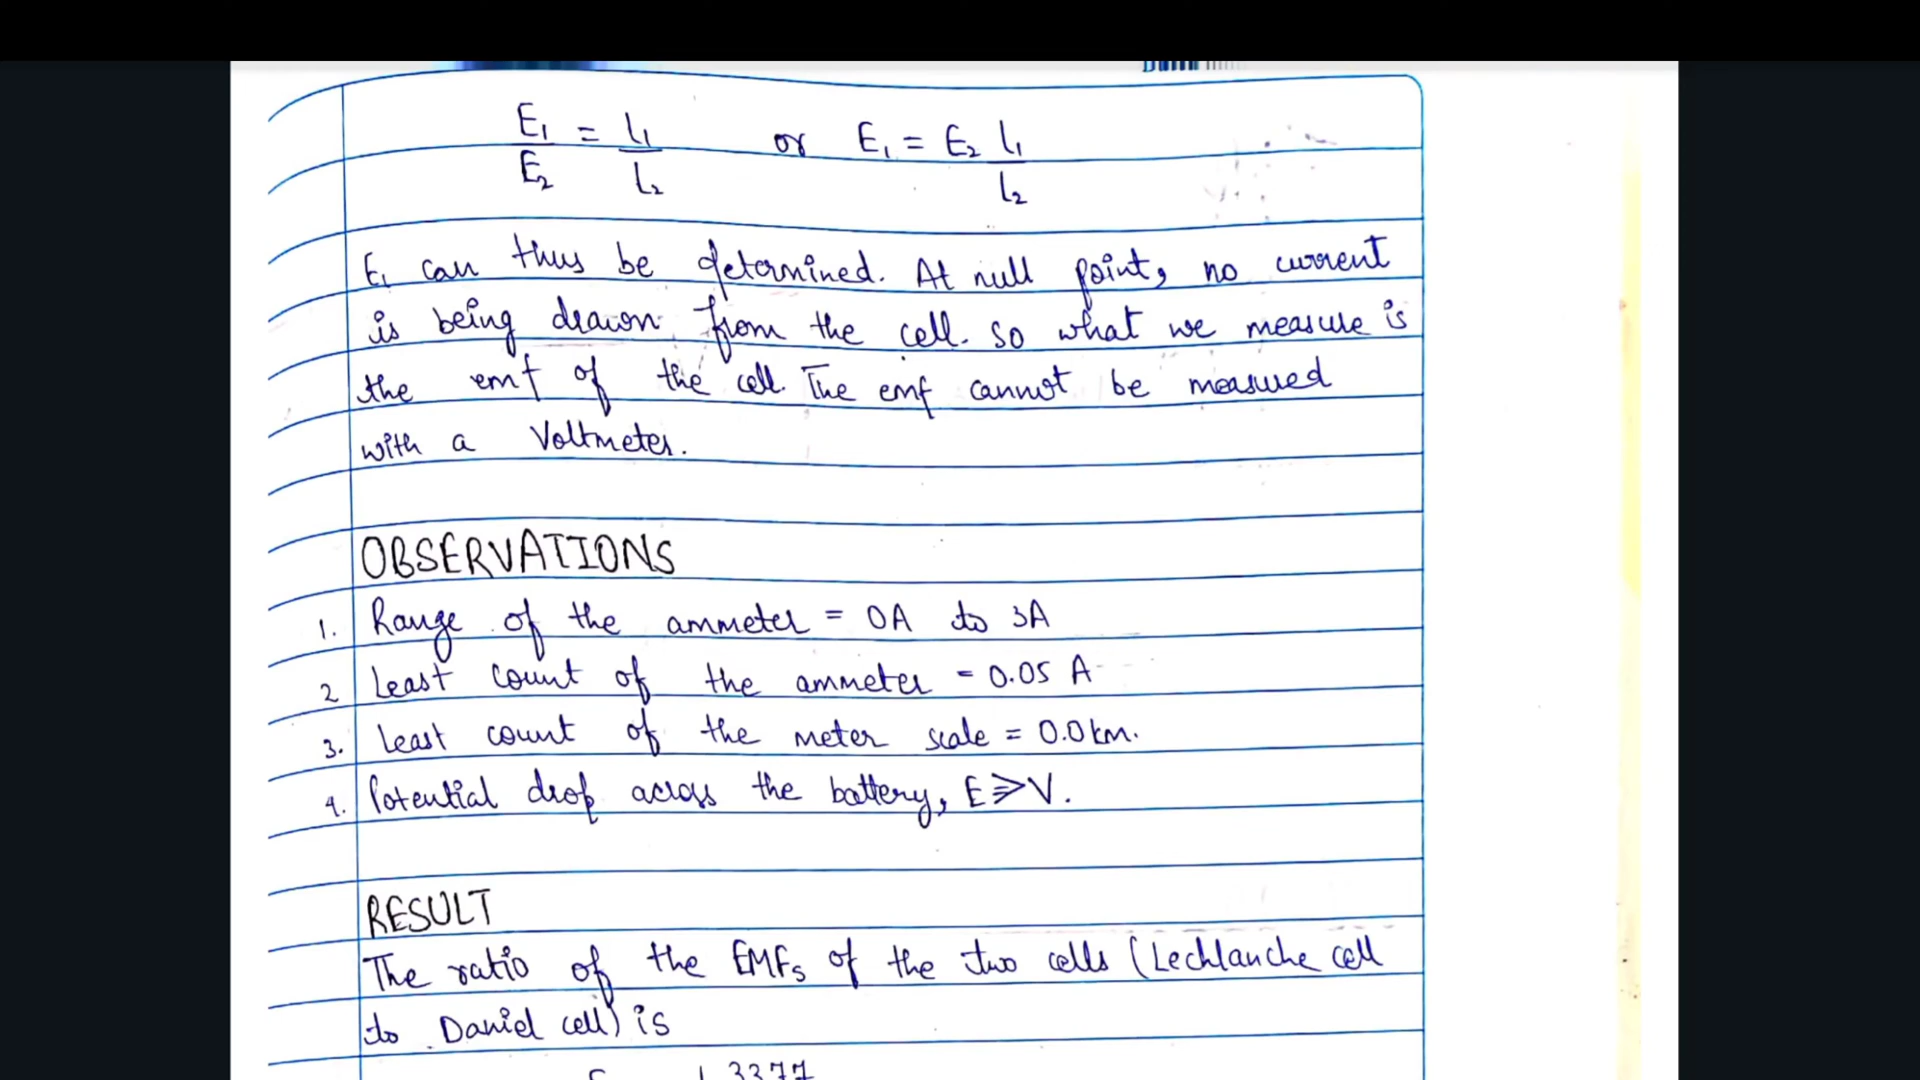 E₁/E₂ = l₁/l₂ or E₁ = E₂ l₁/l₂
E₁ can thus be determined. At null point, no current
is being drawn from the cell. so what we measure is
the emf of the cell. The emf cannot be measured
with a Voltmeter.
OBSERVATIONS
1. Range of the ammeter = 0A to 3A
2 Least count of the ammeter = 0.05 A
3. Least count of the meter scale = 0.0km.
4. Potential drop across the battery, E⩾V.
RESULT
The ratio of the EMFs of the two cells (Lechlanche cell
to Daniel cell) is